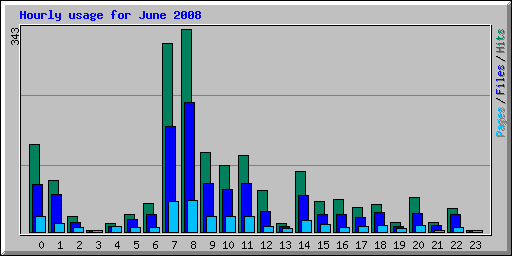 Hourly usage for June 2008
343
Pages / Files / Hits
0 1 2 3 4 5 6 7 8 9 10 11 12 13 14 15 16 17 18 19 20 21 22 23